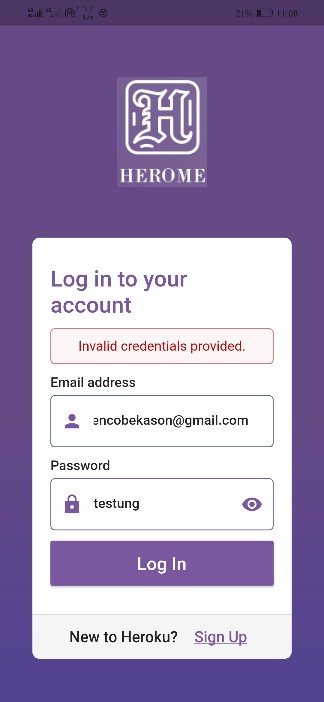 21% 11:08
H
HEROME
Log in to your
account
Invalid credentials provided.
Email address
encobekason@gmail.com
Password
testung
Log In
New to Heroku? Sign Up